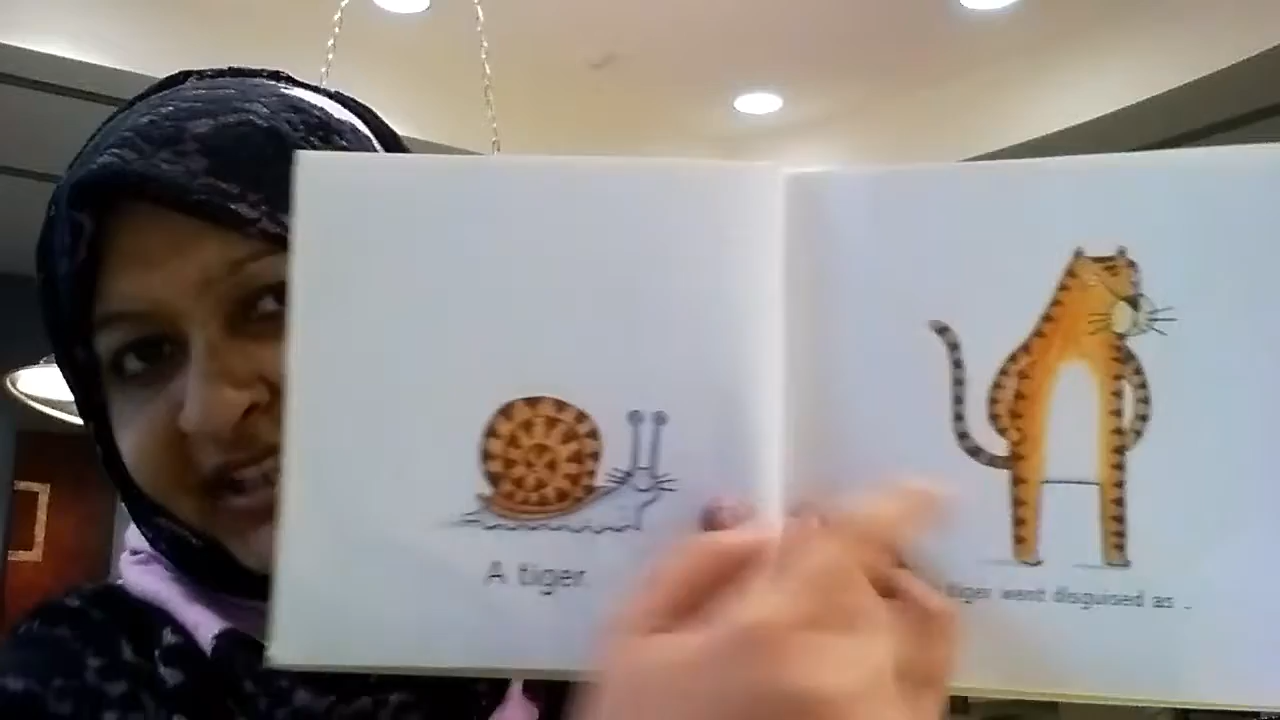 A tiger
tiger went disguised as .